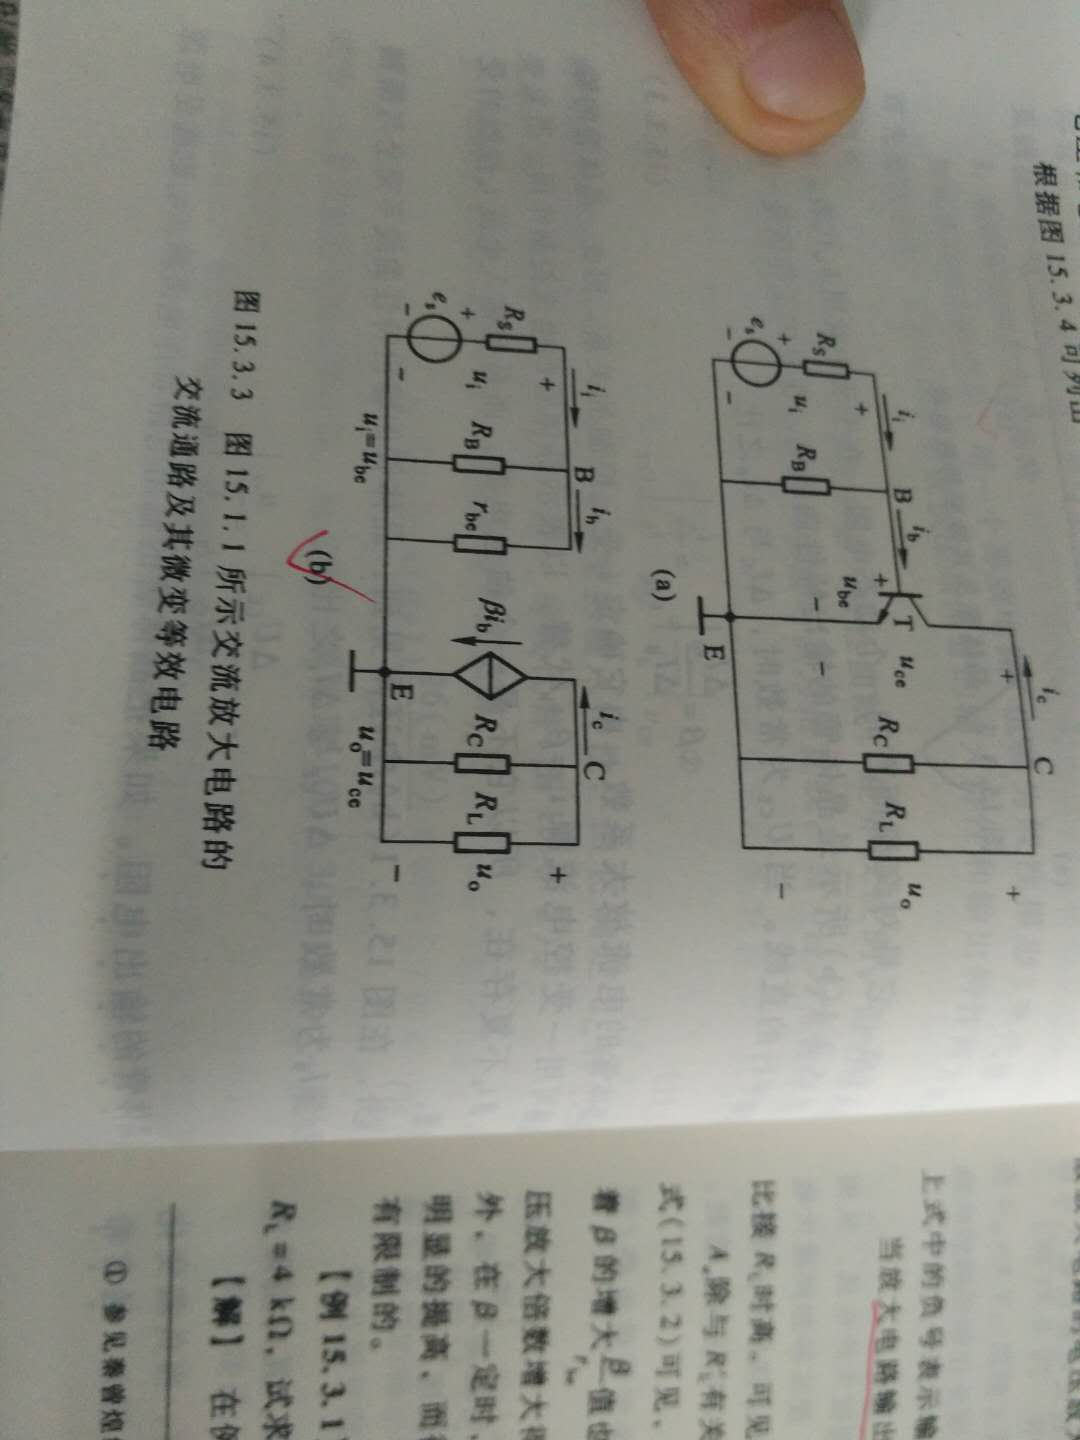 根据图 15.3.4 可列出
i_i
B
i_b
T
i_c
C
R_S
+
u_i
R_B
+
u_be
−
+
u_ce
−
R_C
R_L
+
u_o
−
+
e_s
−
−
E
(a)
i_i
B
i_b
i_c
C
R_S
+
u_i
R_B
r_be
βi_b
R_C
R_L
+
u_o
−
+
e_s
−
−
E
u_i=u_be
u_o=u_ce
(b)
图 15.3.3 图 15.1.1 所示交流放大电路的
交流通路及其微变等效电路
上式中的负号表示输
当放大电路输出
比接 R_L 时高。可见
A_u 除与 R'_L 有关
式(15.3.2)可见,
着 β 的增大 β/r_be 值也
压放大倍数增大得
外,在 β 一定时,
明显的提高,而
有限制的。
【例 15.3.1】
R_L=4 kΩ,试求
【解】 在例
① 参见秦曾煌